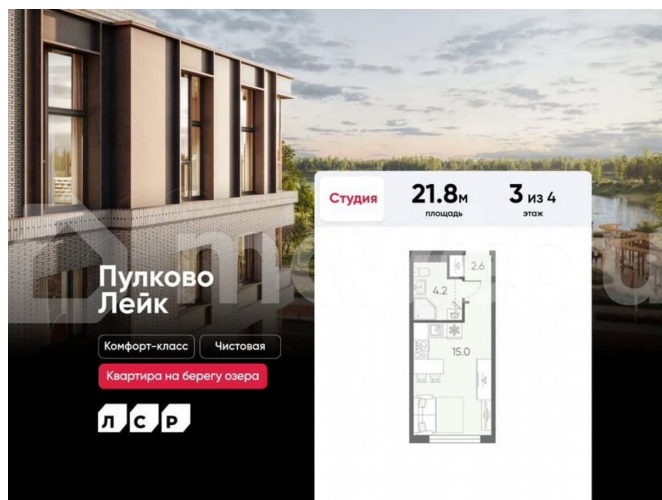 Студия
21.8м
площадь
3 из 4
этаж
2.6
4.2
15.0
Пулково
Лейк
Комфорт-класс
Чистовая
Квартира на берегу озера
ЛСР